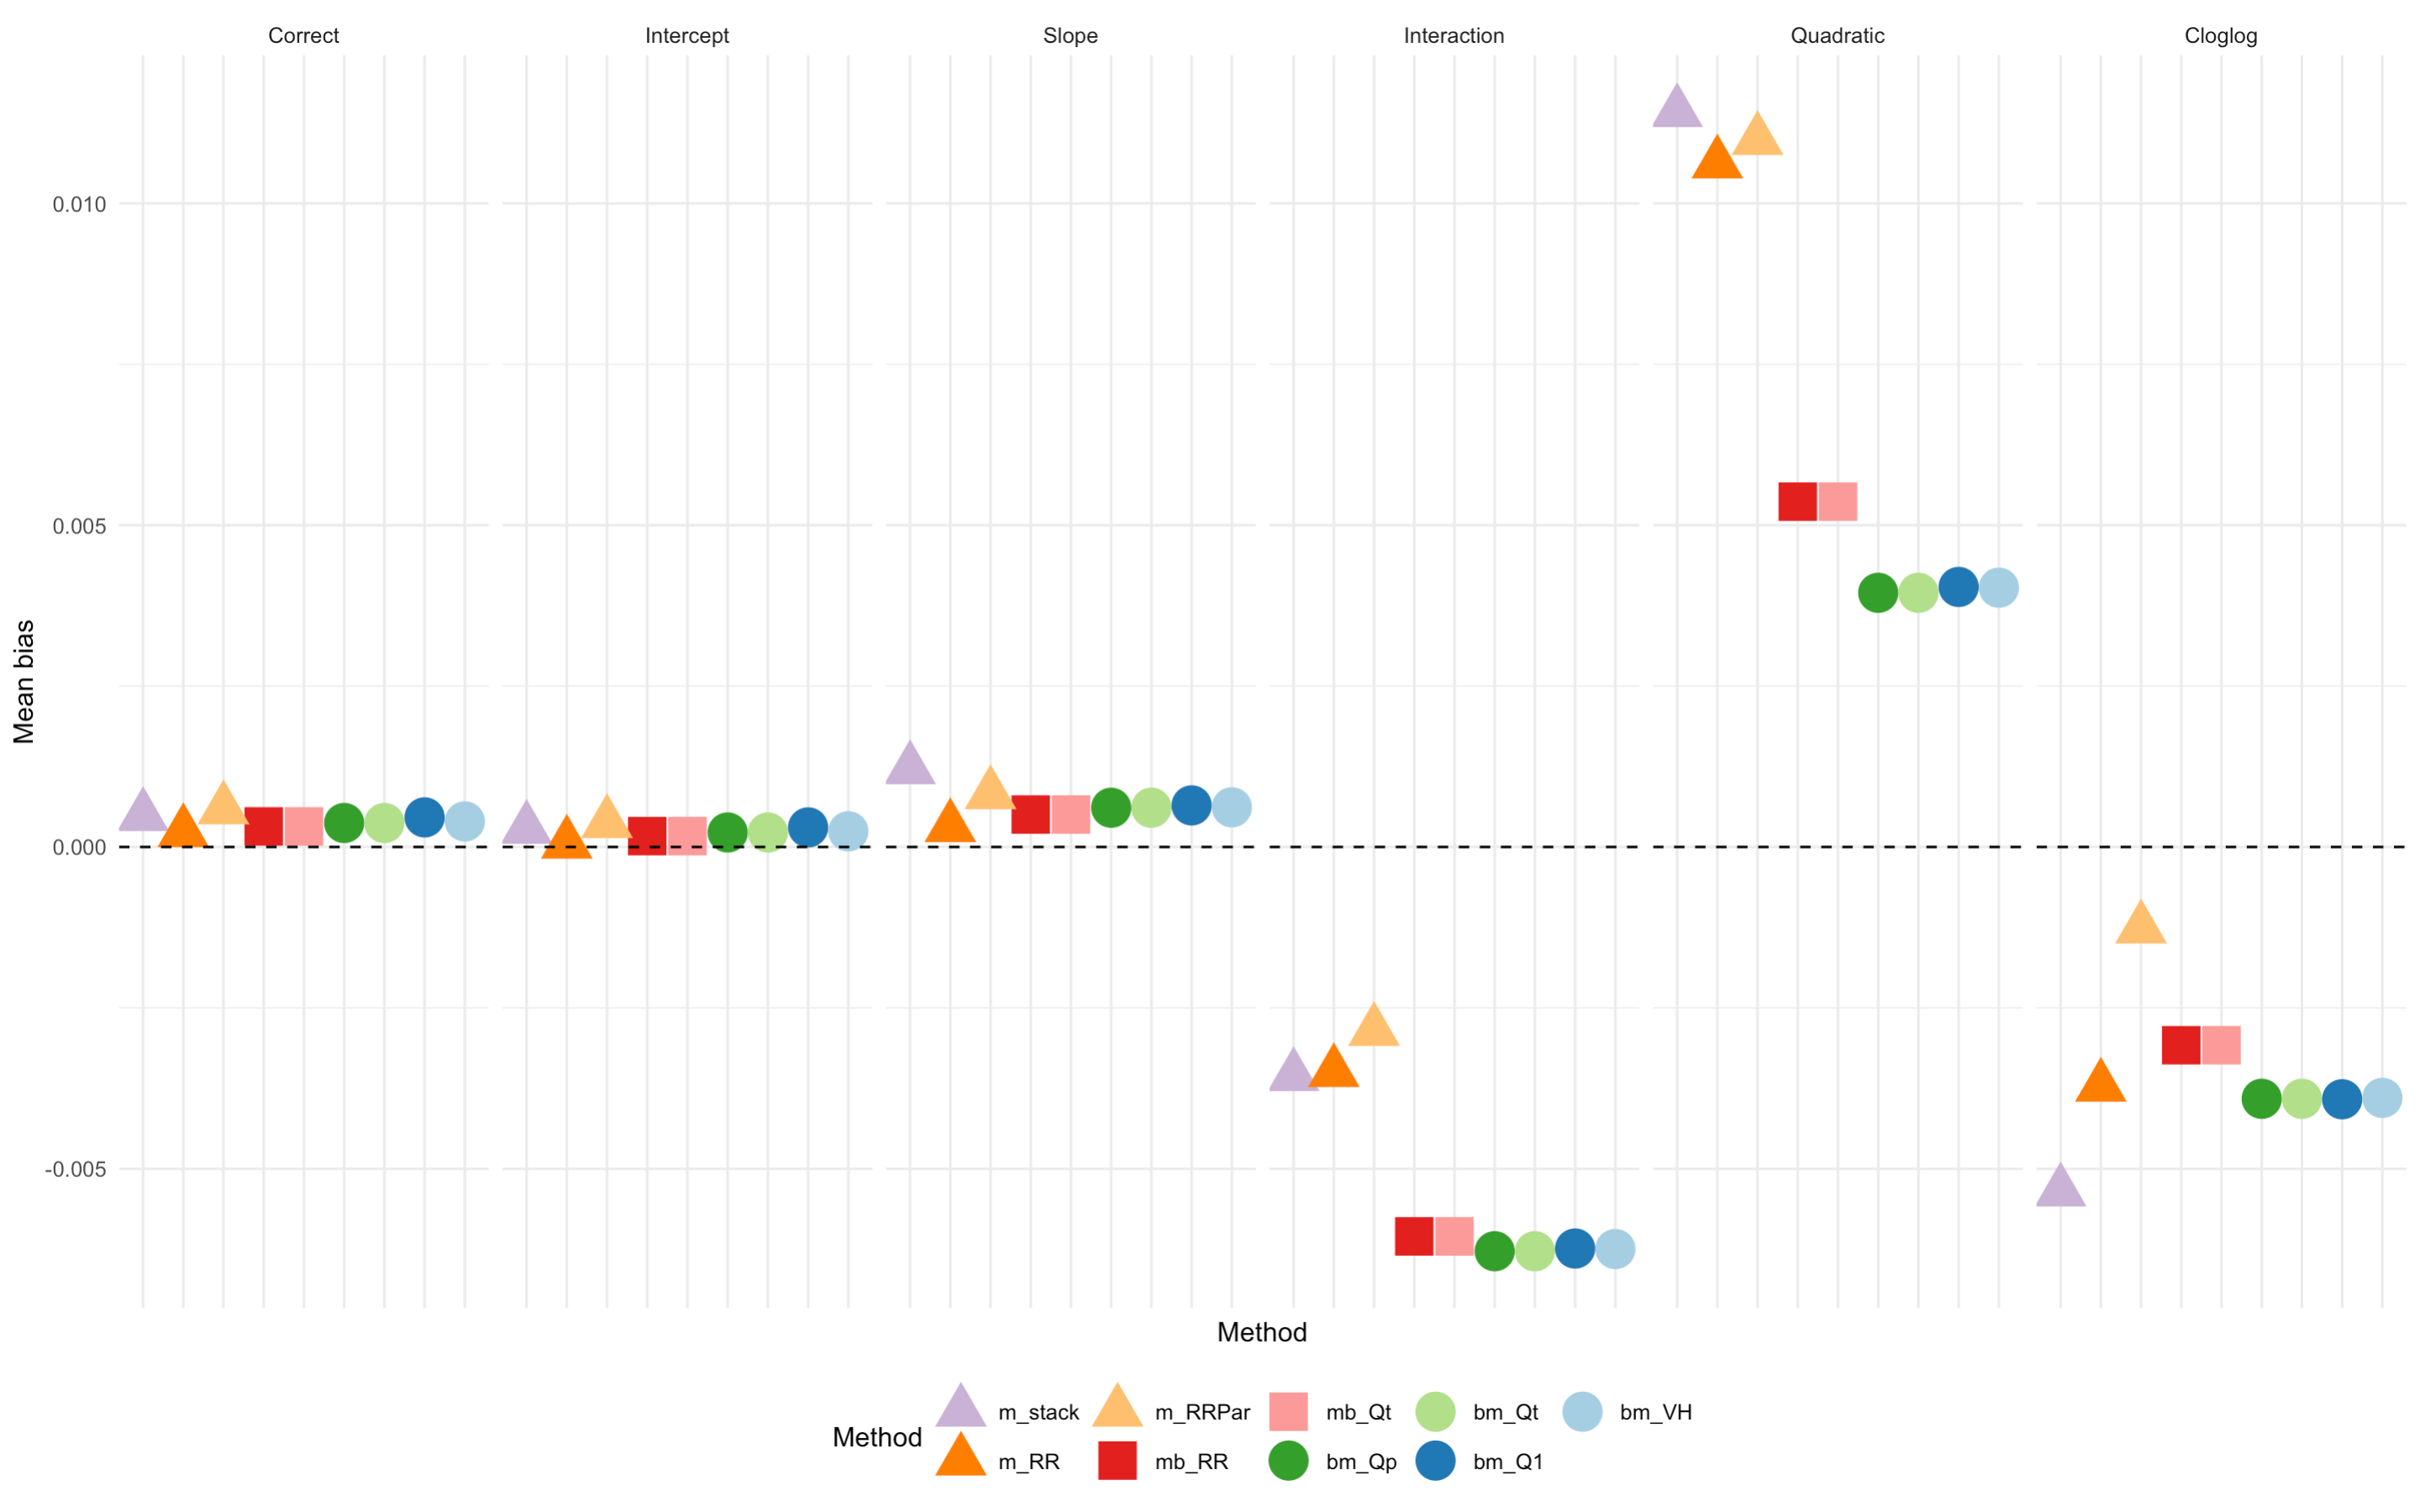 Correct Intercept Slope Interaction Quadratic Cloglog
0.010
0.005
0.000
-0.005
Mean bias
Method
Method
m_stack m_RRPar mb_Qt bm_Qt bm_VH
m_RR mb_RR bm_Qp bm_Q1